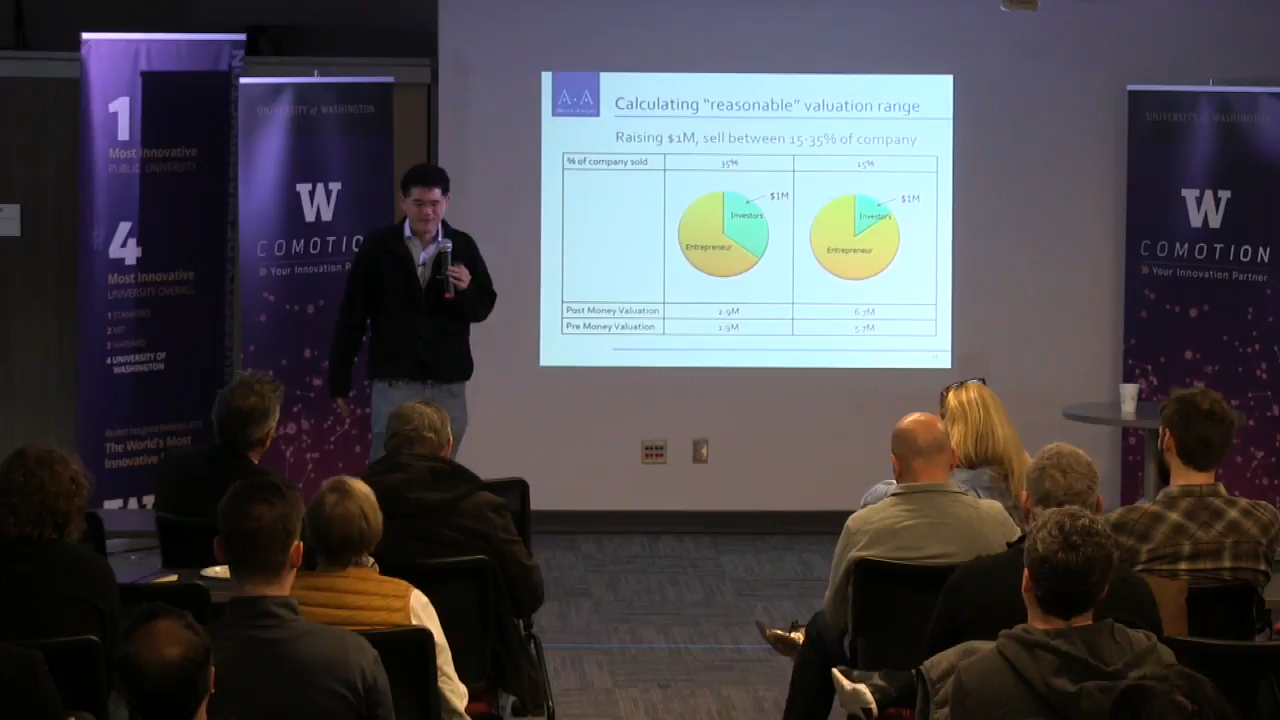 1
Most Innovative
PUBLIC UNIVERSITY
4
Most Innovative
UNIVERSITY OVERALL
1 STANFORD
2 MIT
3 HARVARD
4 UNIVERSITY OF
WASHINGTON
The World's Most
Innovative
W
UNIVERSITY of WASHINGTON
W
COMOTIO
» Your Innovation P
A·A
Calculating "reasonable" valuation range
Raising $1M, sell between 15-35% of company
% of company sold 35% 15%
$1M
Investors
Entrepreneur
$1M
Investors
Entrepreneur
Post Money Valuation 2.9M 6.7M
Pre Money Valuation 1.9M 5.7M
UNIVERSITY of WASHINGTON
W
COMOTION
» Your Innovation Partner